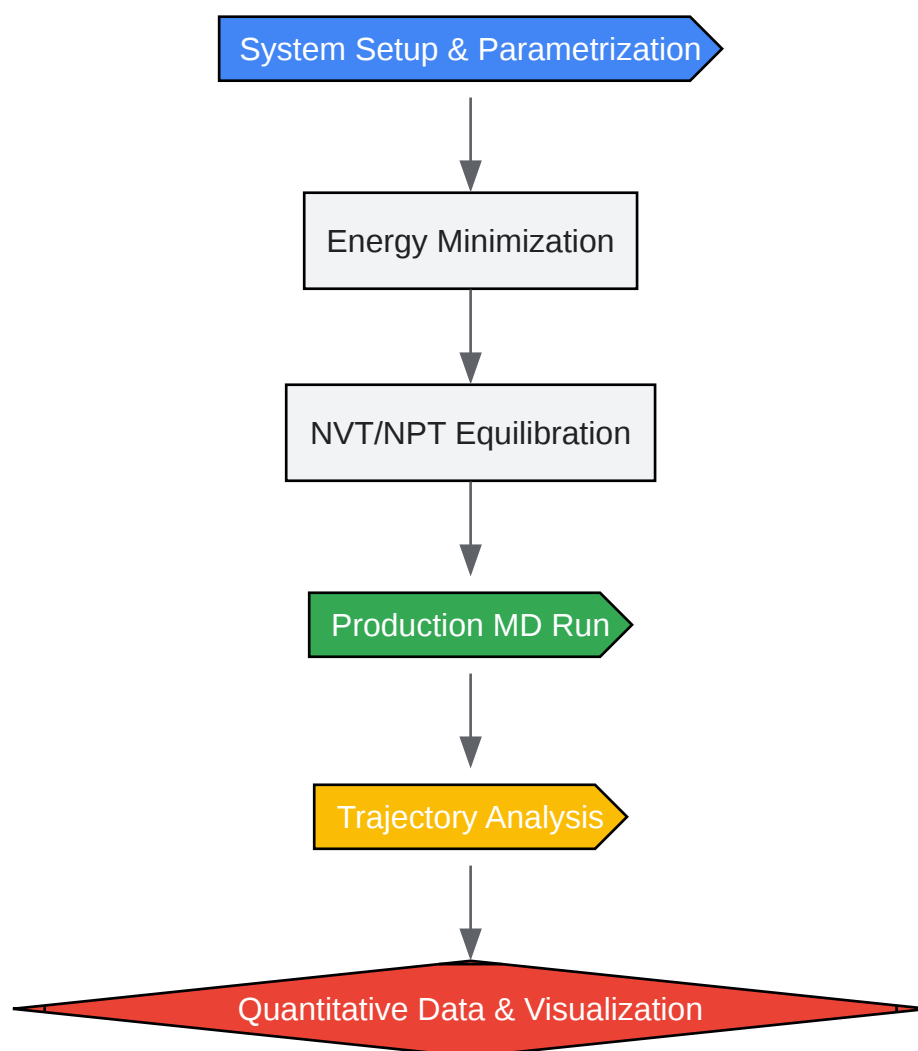 System Setup & Parametrization
Energy Minimization
NVT/NPT Equilibration
Production MD Run
Trajectory Analysis
Quantitative Data & Visualization